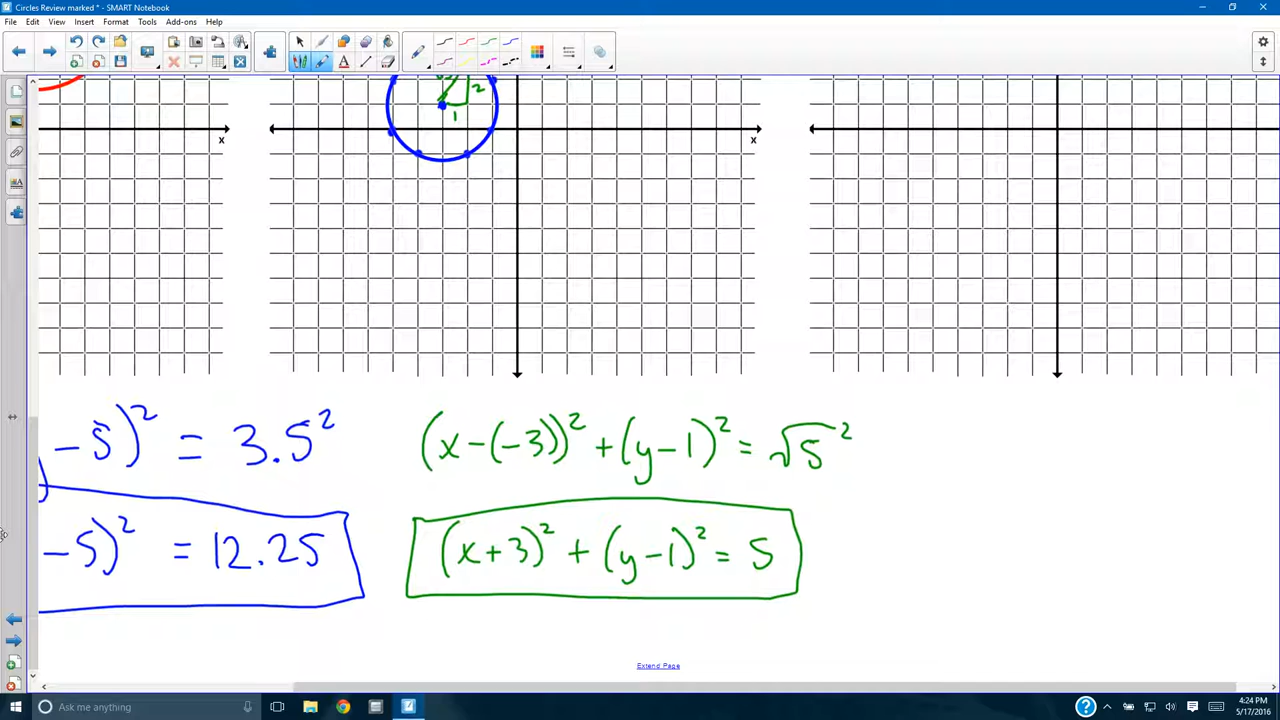 Circles Review marked * - SMART Notebook
File Edit View Insert Format Tools Add-ons Help
2
1
x
x
- 5)² = 3.5²
(x-(-3))² + (y-1)² = √5²
- 5)² = 12.25
(x+3)² + (y-1)² = 5
Extend Page
Ask me anything
4:24 PM
5/17/2016